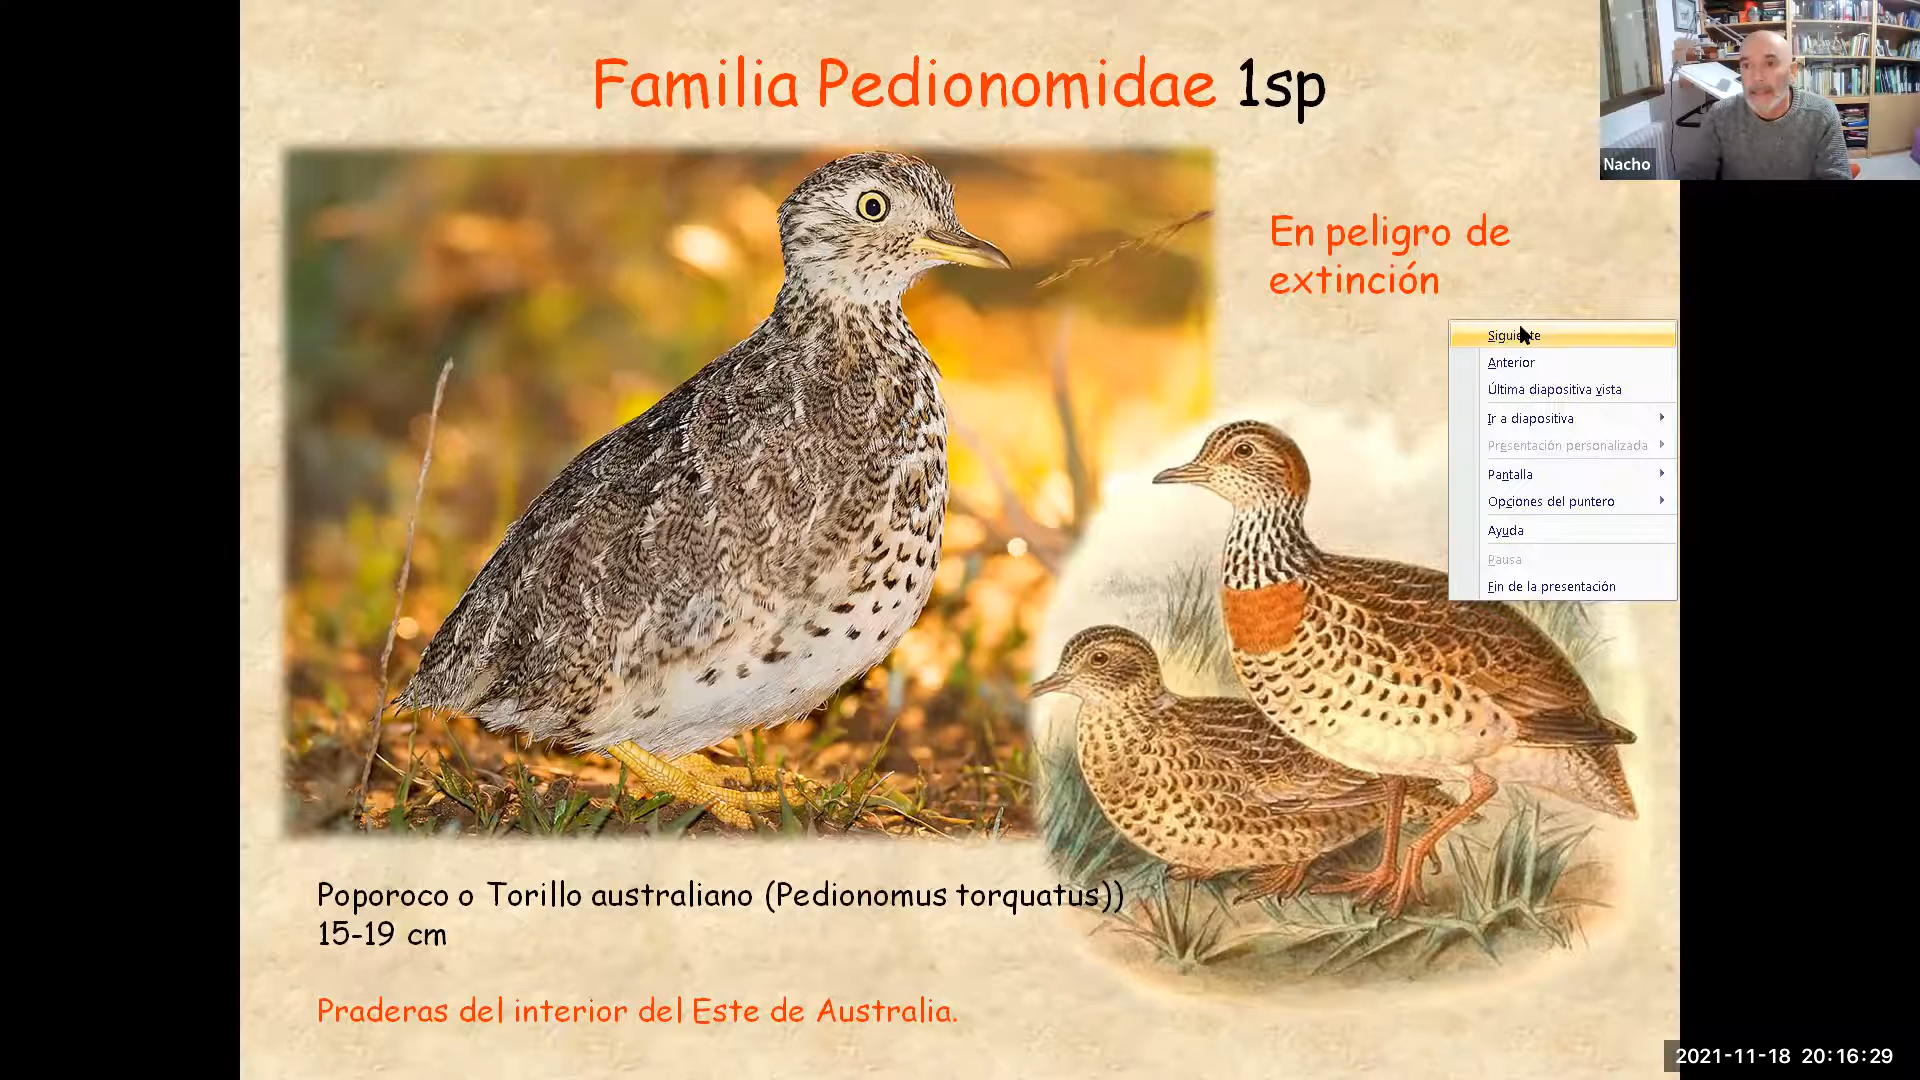 Familia Pedionomidae 1sp
Nacho
En peligro de
extinción
Siguiente
Anterior
Última diapositiva vista
Ir a diapositiva
Presentación personalizada
Pantalla
Opciones del puntero
Ayuda
Pausa
Fin de la presentación
Poporoco o Torillo australiano (Pedionomus torquatus))
15-19 cm
Praderas del interior del Este de Australia.
2021-11-18 20:16:29